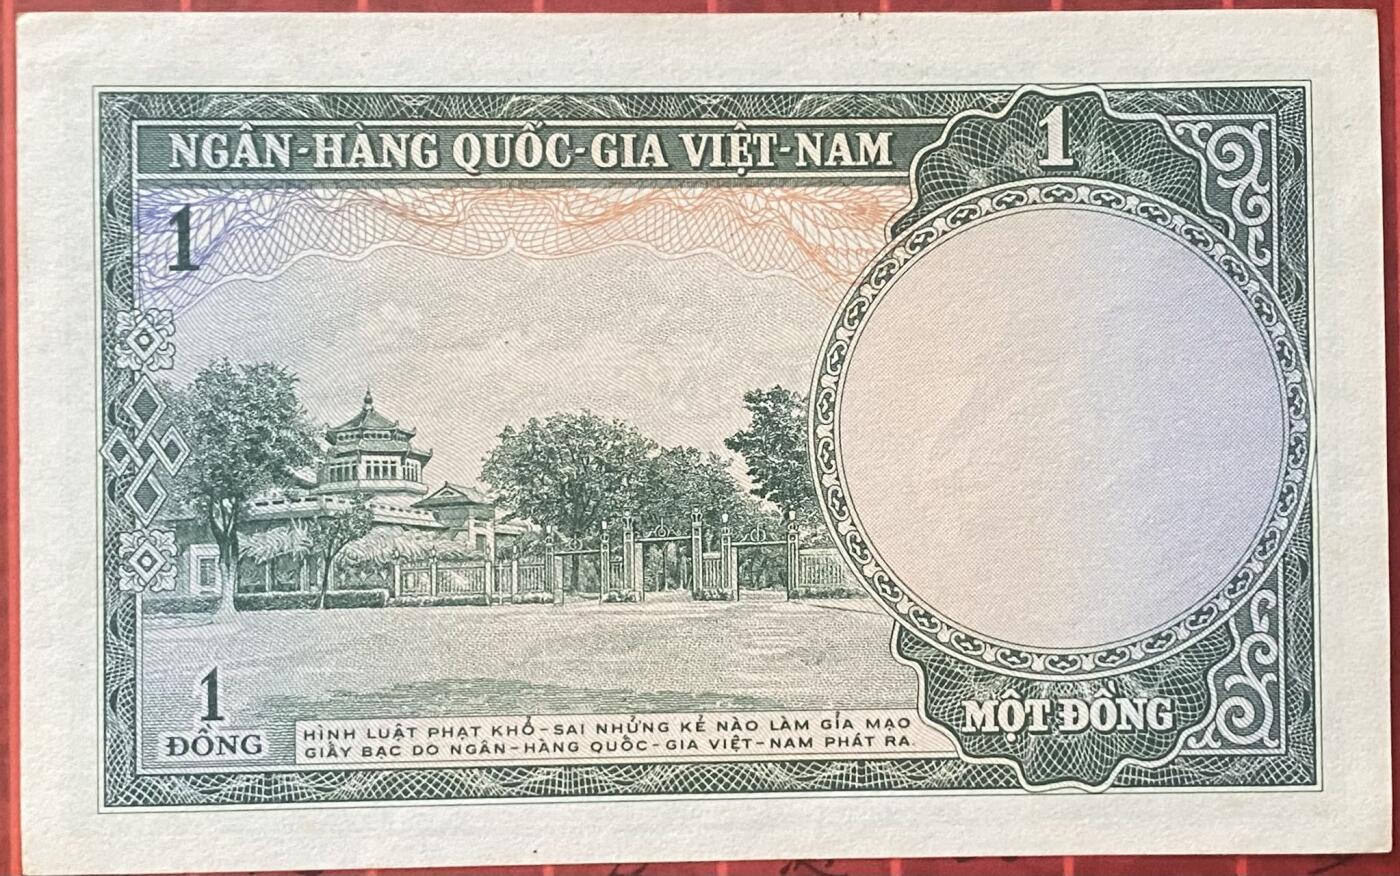 NGÂN-HÀNG QUỐC-GIA VIỆT-NAM
1
1
1
ĐỒNG
HÌNH LUẬT PHẠT KHỔ-SAI NHỮNG KẺ NÀO LÀM GỈA MẠO
GIẤY BẠC DO NGÂN-HÀNG QUỐC-GIA VIỆT-NAM PHÁT RA.
MỘT ĐỒNG